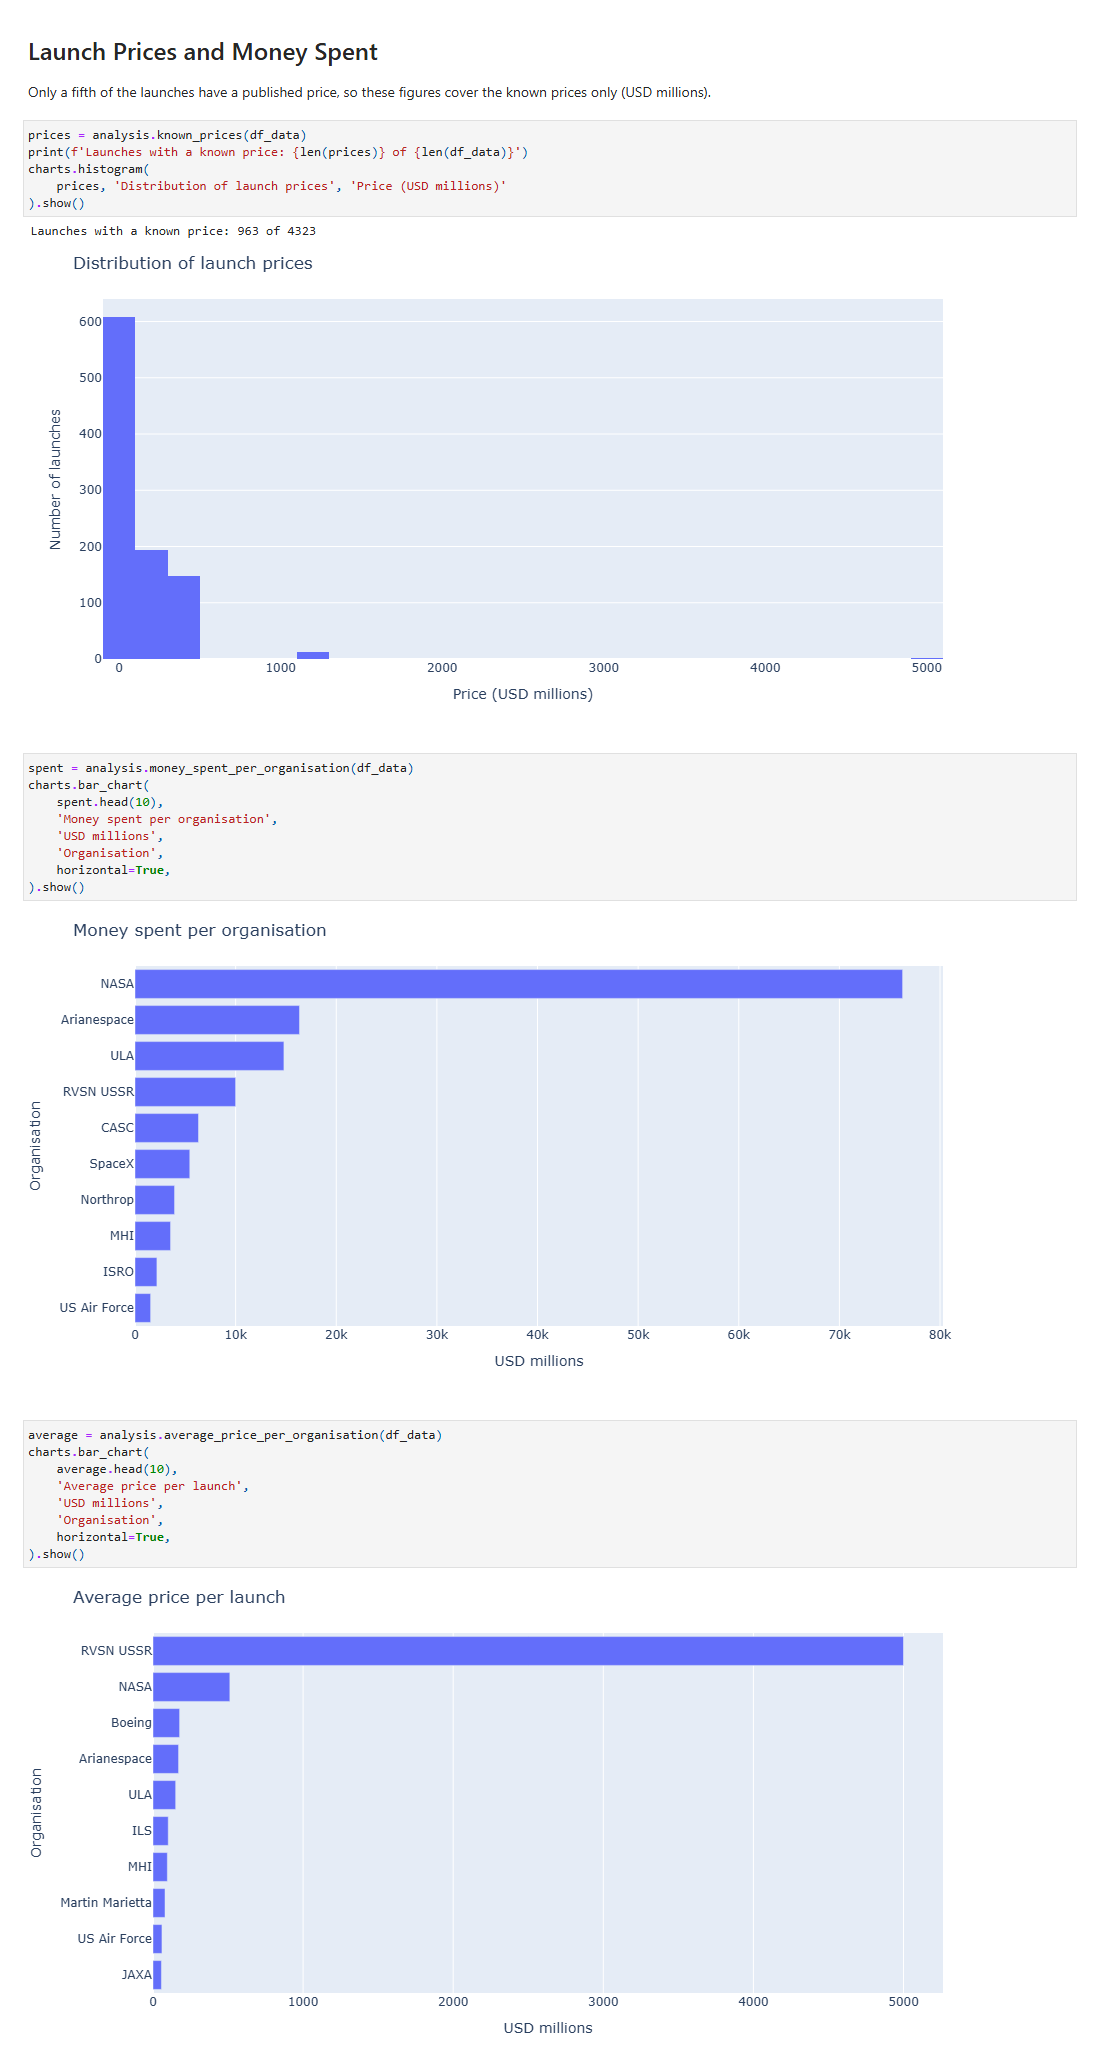 Launch Prices and Money Spent
Only a fifth of the launches have a published price, so these figures cover the known prices only (USD millions).
prices = analysis.known_prices(df_data)
print(f'Launches with a known price: {len(prices)} of {len(df_data)}')
charts.histogram(
    prices, 'Distribution of launch prices', 'Price (USD millions)'
).show()
Launches with a known price: 963 of 4323
Distribution of launch prices
600
500
400
300
200
100
0
Number of launches
0 1000 2000 3000 4000 5000
Price (USD millions)
spent = analysis.money_spent_per_organisation(df_data)
charts.bar_chart(
    spent.head(10),
    'Money spent per organisation',
    'USD millions',
    'Organisation',
    horizontal=True,
).show()
Money spent per organisation
NASA
Arianespace
ULA
RVSN USSR
CASC
SpaceX
Northrop
MHI
ISRO
US Air Force
Organisation
0 10k 20k 30k 40k 50k 60k 70k 80k
USD millions
average = analysis.average_price_per_organisation(df_data)
charts.bar_chart(
    average.head(10),
    'Average price per launch',
    'USD millions',
    'Organisation',
    horizontal=True,
).show()
Average price per launch
RVSN USSR
NASA
Boeing
Arianespace
ULA
ILS
MHI
Martin Marietta
US Air Force
JAXA
Organisation
0 1000 2000 3000 4000 5000
USD millions